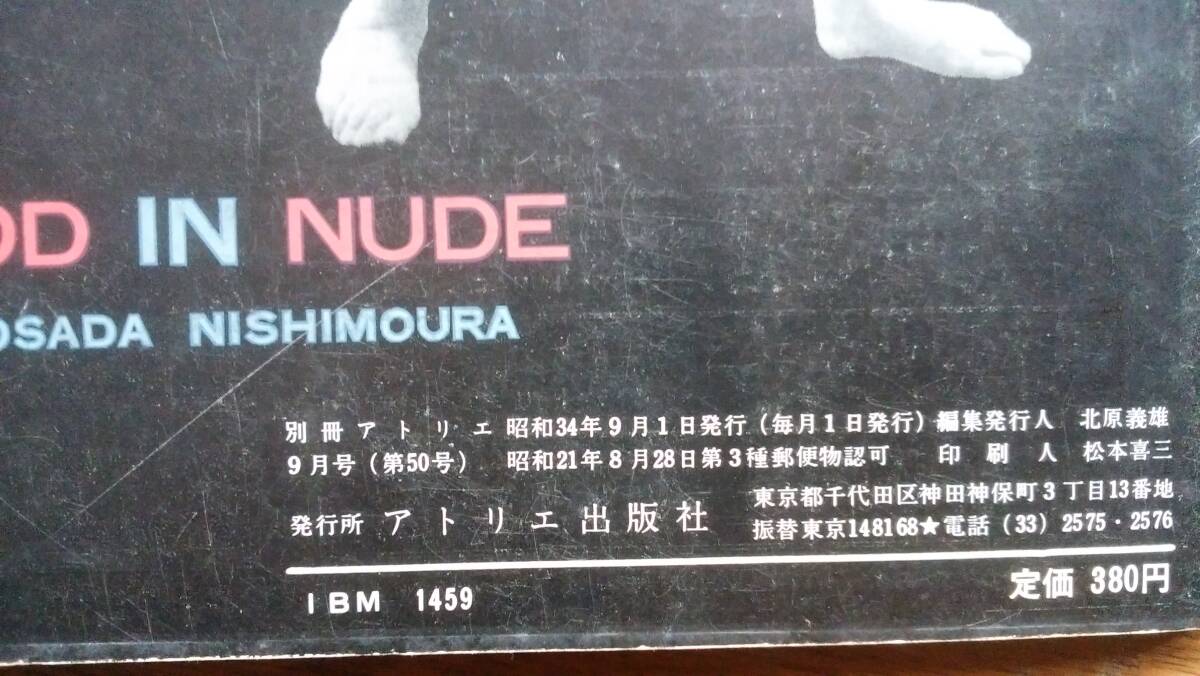 OD IN NUDE
OSADA NISHIMOURA
別冊アトリエ 昭和34年9月1日発行(毎月1日発行)編集発行人 北原義雄
9月号(第50号) 昭和21年8月28日第3種郵便物認可 印刷人 松本喜三
東京都千代田区神田神保町3丁目13番地
発行所 アトリエ出版社 振替東京148168★電話(33)2575・2576
IBM 1459 定価 380円